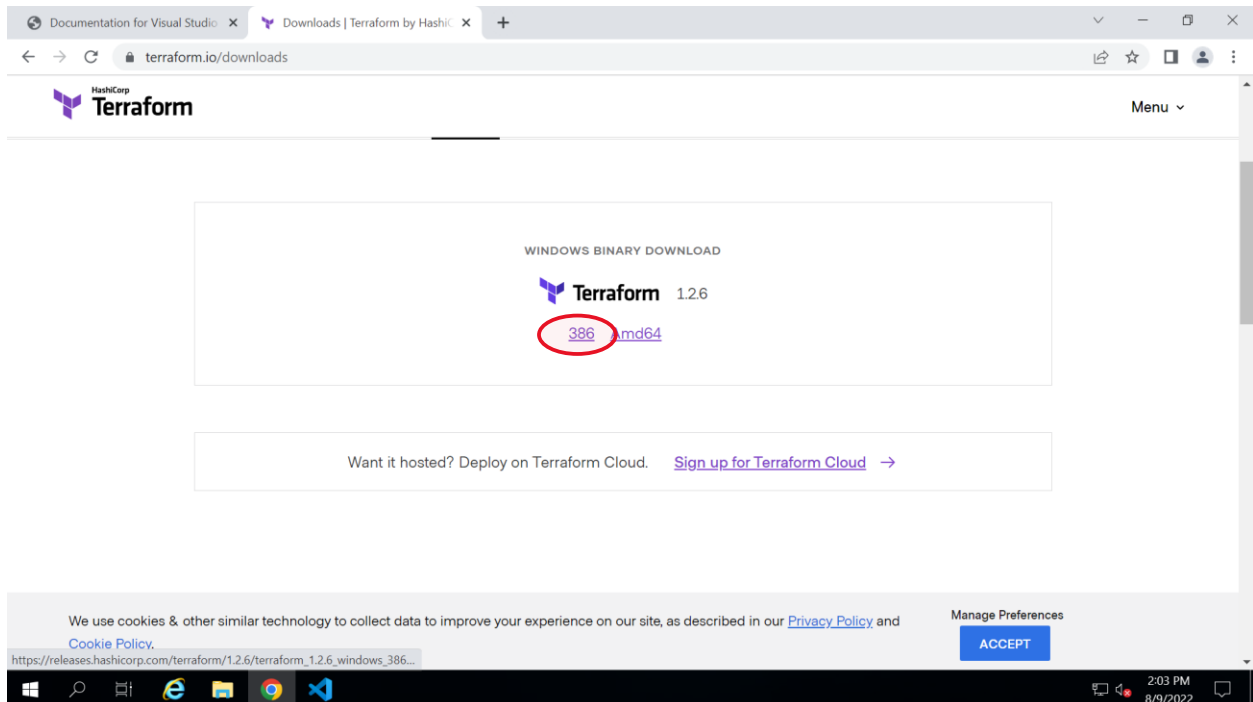 Documentation for Visual Studio
Downloads | Terraform by Hashi
terraform.io/downloads
HashiCorp
Terraform
Menu
WINDOWS BINARY DOWNLOAD
Terraform 1.2.6
386 Amd64
Want it hosted? Deploy on Terraform Cloud. Sign up for Terraform Cloud →
We use cookies & other similar technology to collect data to improve your experience on our site, as described in our Privacy Policy and
Cookie Policy.
Manage Preferences
ACCEPT
https://releases.hashicorp.com/terraform/1.2.6/terraform_1.2.6_windows_386...
2:03 PM
8/9/2022